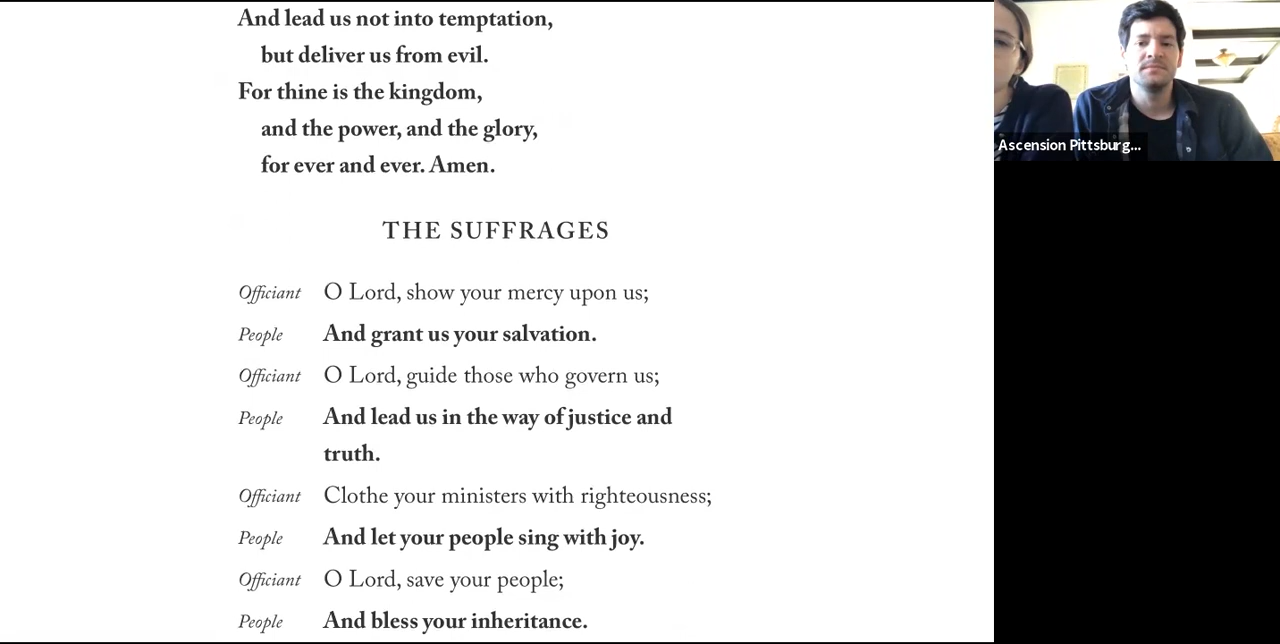 And lead us not into temptation,
but deliver us from evil.
For thine is the kingdom,
and the power, and the glory,
for ever and ever. Amen.
THE SUFFRAGES
Officiant O Lord, show your mercy upon us;
People And grant us your salvation.
Officiant O Lord, guide those who govern us;
People And lead us in the way of justice and
truth.
Officiant Clothe your ministers with righteousness;
People And let your people sing with joy.
Officiant O Lord, save your people;
People And bless your inheritance.
Ascension Pittsburg...